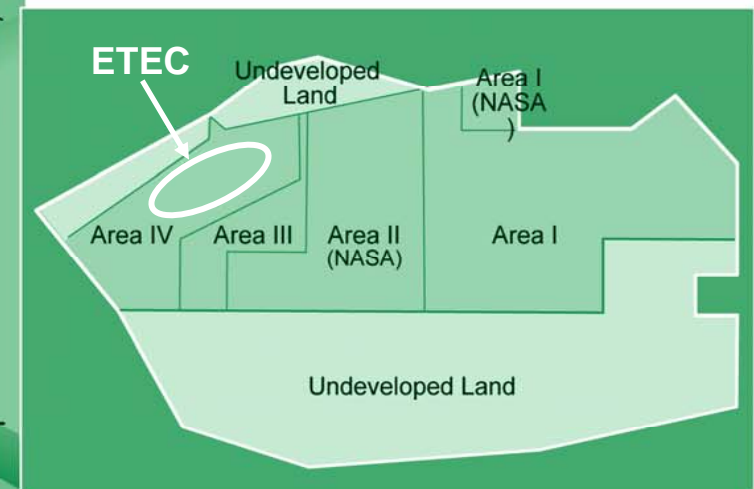 ETEC
Undeveloped
Land
Area I
(NASA
)
Area IV
Area III
Area II
(NASA)
Area I
Undeveloped Land